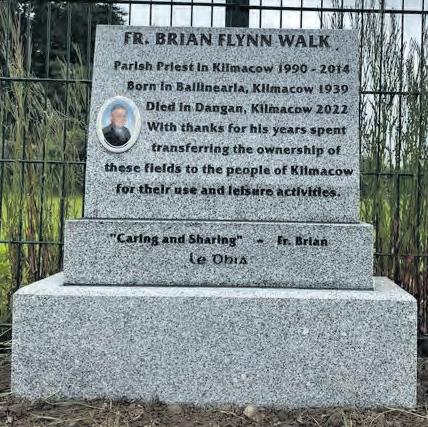 FR. BRIAN FLYNN WALK
Parish Priest in Kilmacow 1990 - 2014
Born in Ballinearla, Kilmacow 1939
Died in Dangan, Kilmacow 2022
With thanks for his years spent
transferring the ownership of
these fields to the people of Kilmacow
for their use and leisure activities.
"Caring and Sharing" - Fr. Brian
Le Dhia